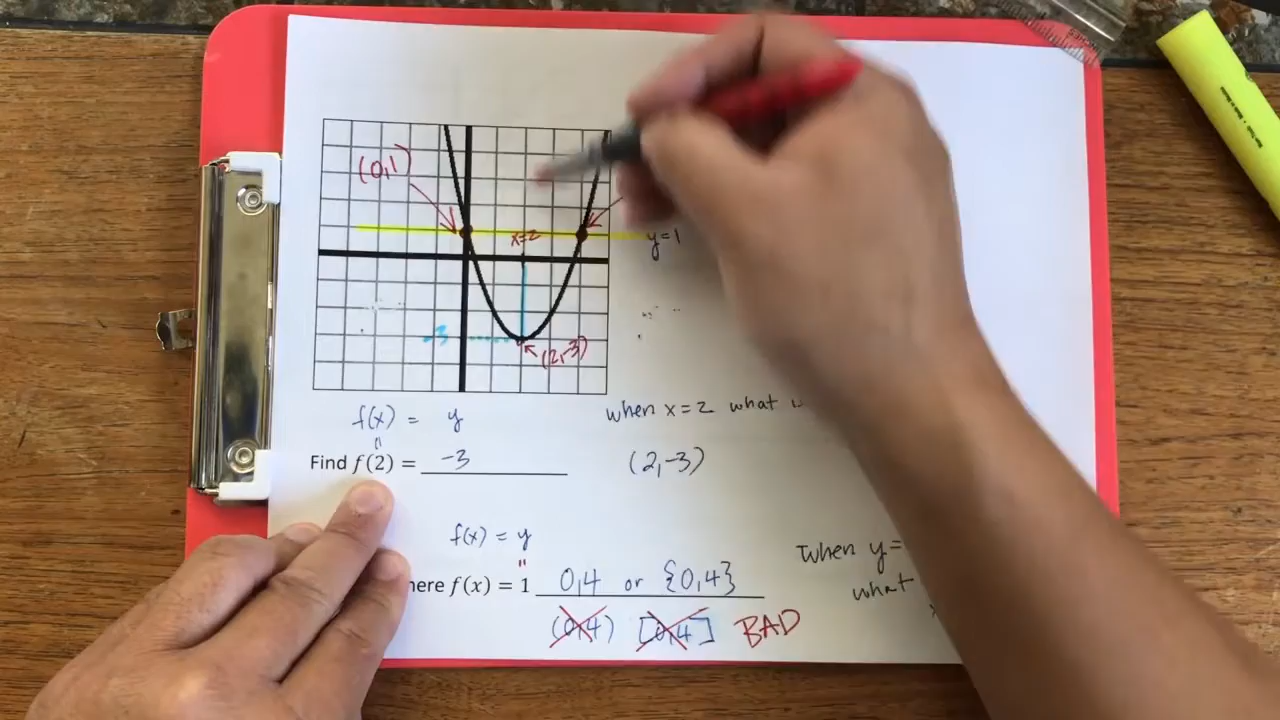 (0,1)
x=2
y=1
-3
(2,-3)
f(x) = y
when x=2 what
"
Find f(2) = -3
(2,-3)
f(x) = y
"
when y=
here f(x) = 1 0,4 or {0,4}
what
(0,4) [0,4] BAD